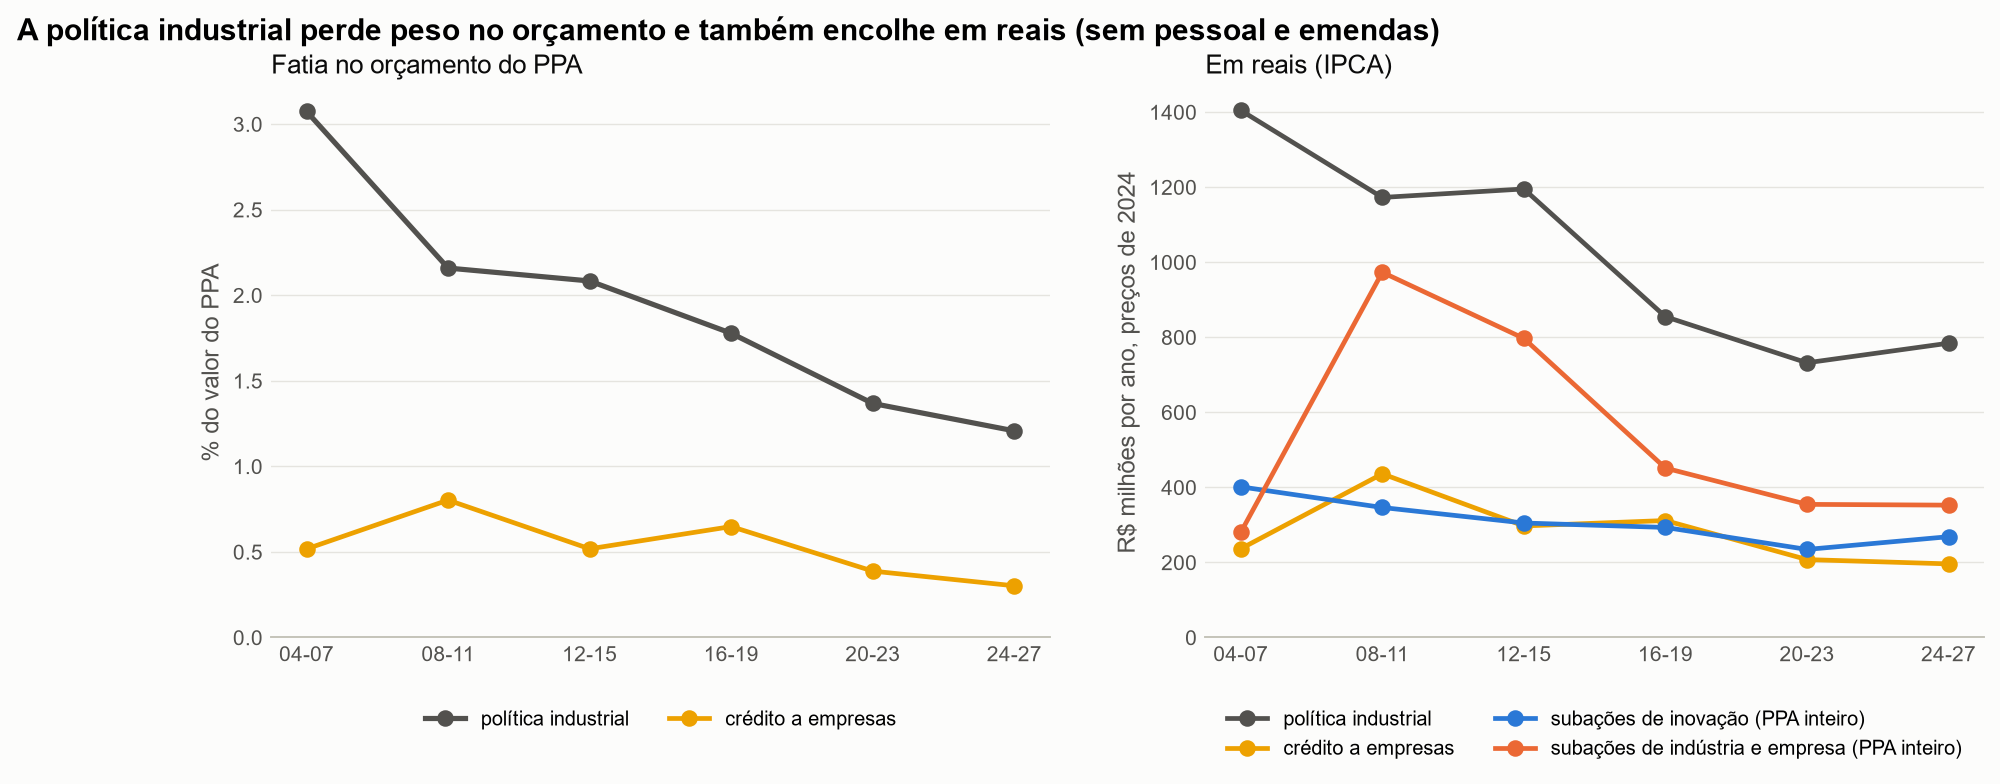 A política industrial perde peso no orçamento e também encolhe em reais (sem pessoal e emendas)
Fatia no orçamento do PPA
% do valor do PPA
3.0
2.5
2.0
1.5
1.0
0.5
0.0
04-07
08-11
12-15
16-19
20-23
24-27
política industrial
crédito a empresas
Em reais (IPCA)
R$ milhões por ano, preços de 2024
1400
1200
1000
800
600
400
200
0
04-07
08-11
12-15
16-19
20-23
24-27
política industrial
subações de inovação (PPA inteiro)
crédito a empresas
subações de indústria e empresa (PPA inteiro)